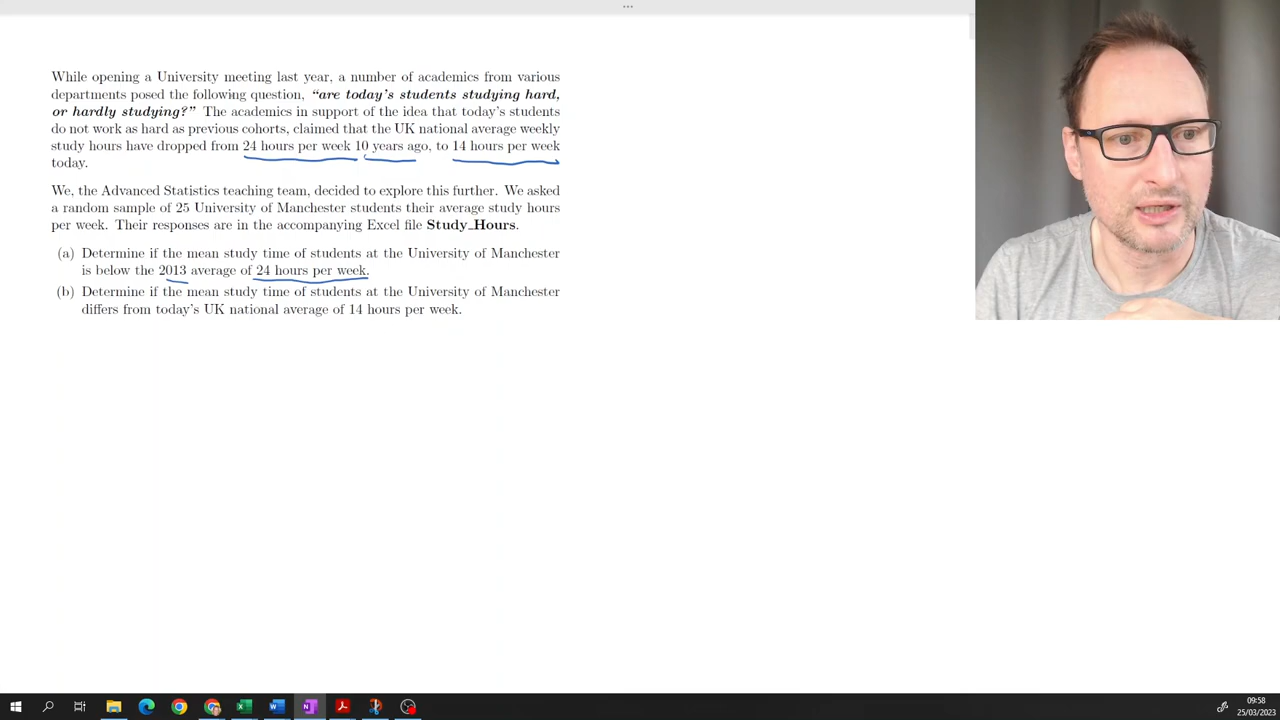 While opening a University meeting last year, a number of academics from various
departments posed the following question, “are today’s students studying hard,
or hardly studying?” The academics in support of the idea that today’s students
do not work as hard as previous cohorts, claimed that the UK national average weekly
study hours have dropped from 24 hours per week 10 years ago, to 14 hours per week
today.
We, the Advanced Statistics teaching team, decided to explore this further. We asked
a random sample of 25 University of Manchester students their average study hours
per week. Their responses are in the accompanying Excel file Study_Hours.
(a) Determine if the mean study time of students at the University of Manchester
is below the 2013 average of 24 hours per week.
(b) Determine if the mean study time of students at the University of Manchester
differs from today’s UK national average of 14 hours per week.
09:58
25/03/2023